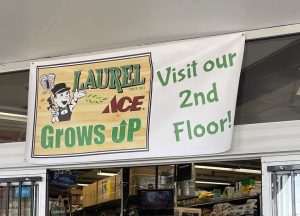 LAUREL
ACE
GROWS UP
Visit our
2nd
Floor!